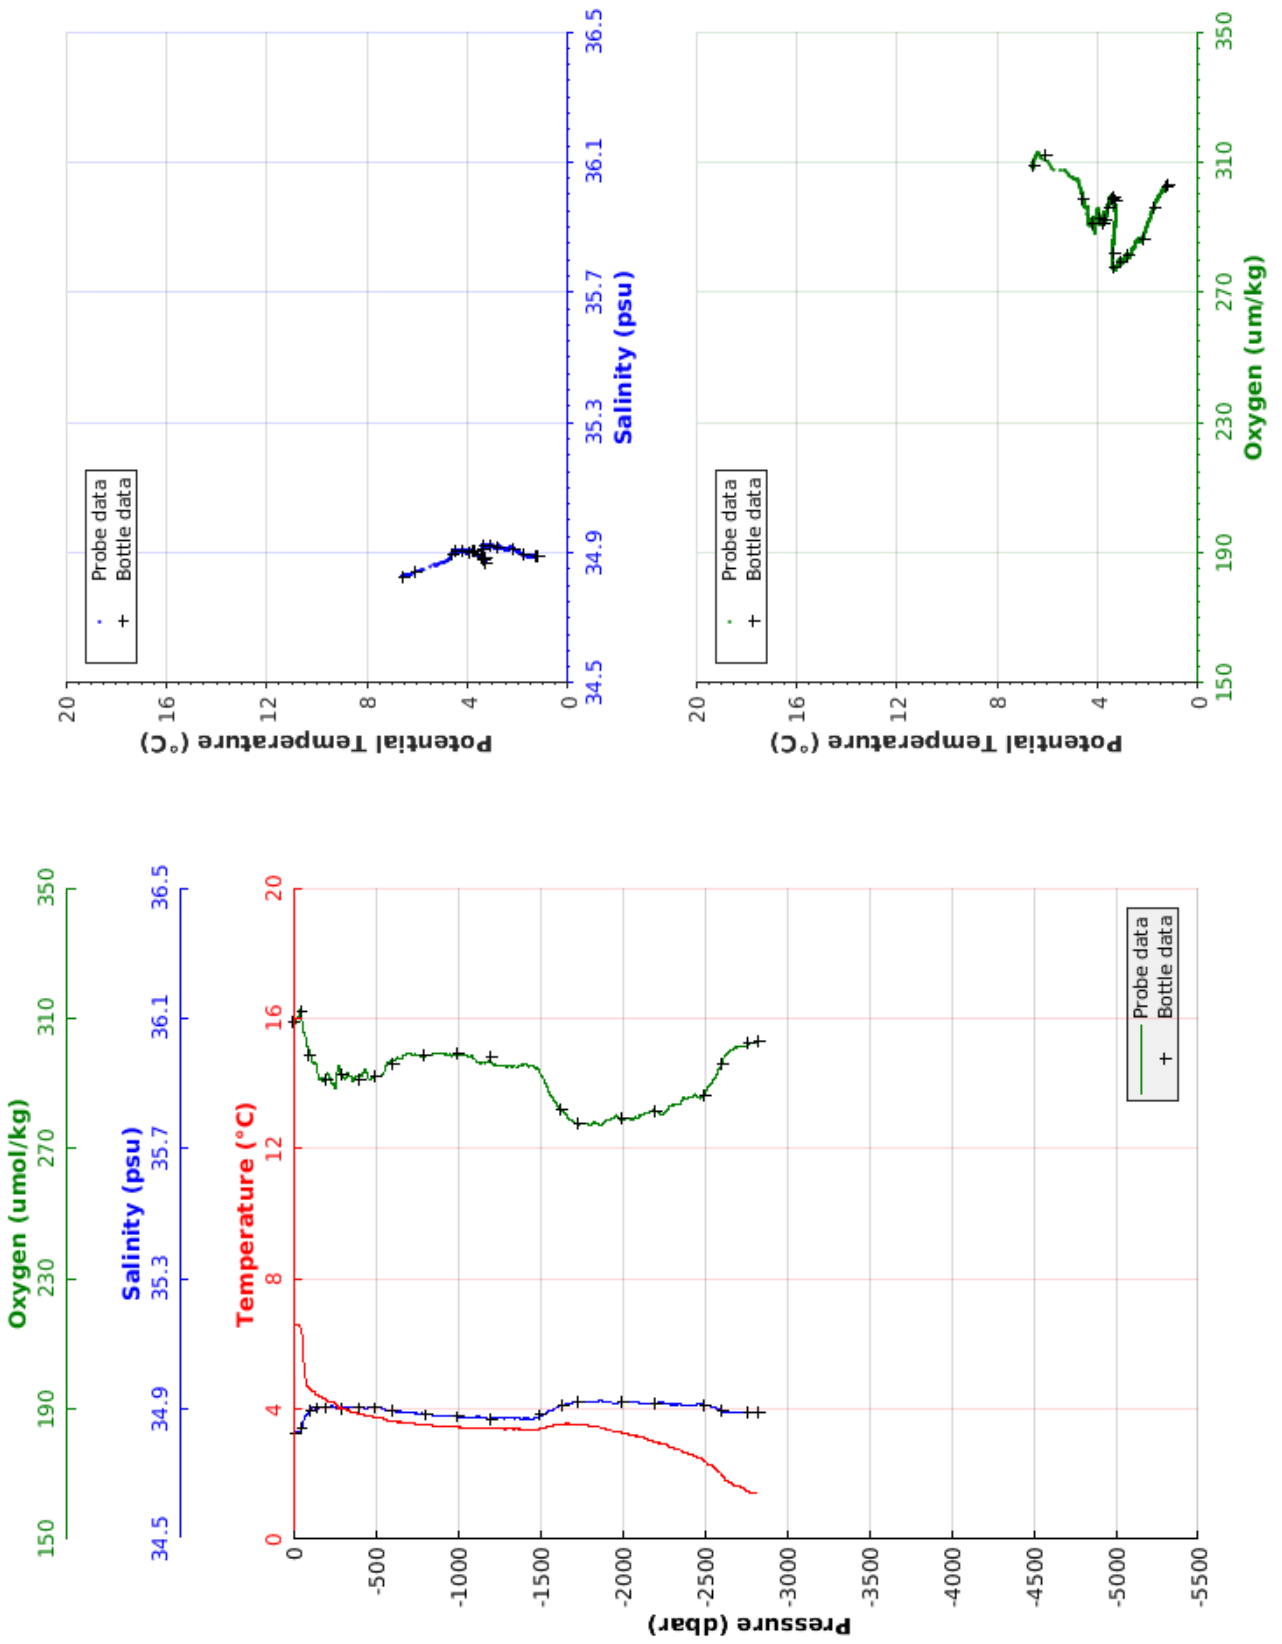 Oxygen (umol/kg)
150 190 230 270 310 350
Salinity (psu)
34.5 34.9 35.3 35.7 36.1 36.5
Temperature (°C)
0 4 8 12 16 20
0
-500
-1000
-1500
-2000
-2500
-3000
-3500
-4000
-4500
-5000
-5500
Pressure (dbar)
Probe data
Bottle data
20
16
12
8
4
0
Potential Temperature (°C)
Probe data
Bottle data
34.5 34.9 35.3 35.7 36.1 36.5
Salinity (psu)
20
16
12
8
4
0
Potential Temperature (°C)
Probe data
Bottle data
150 190 230 270 310 350
Oxygen (um/kg)